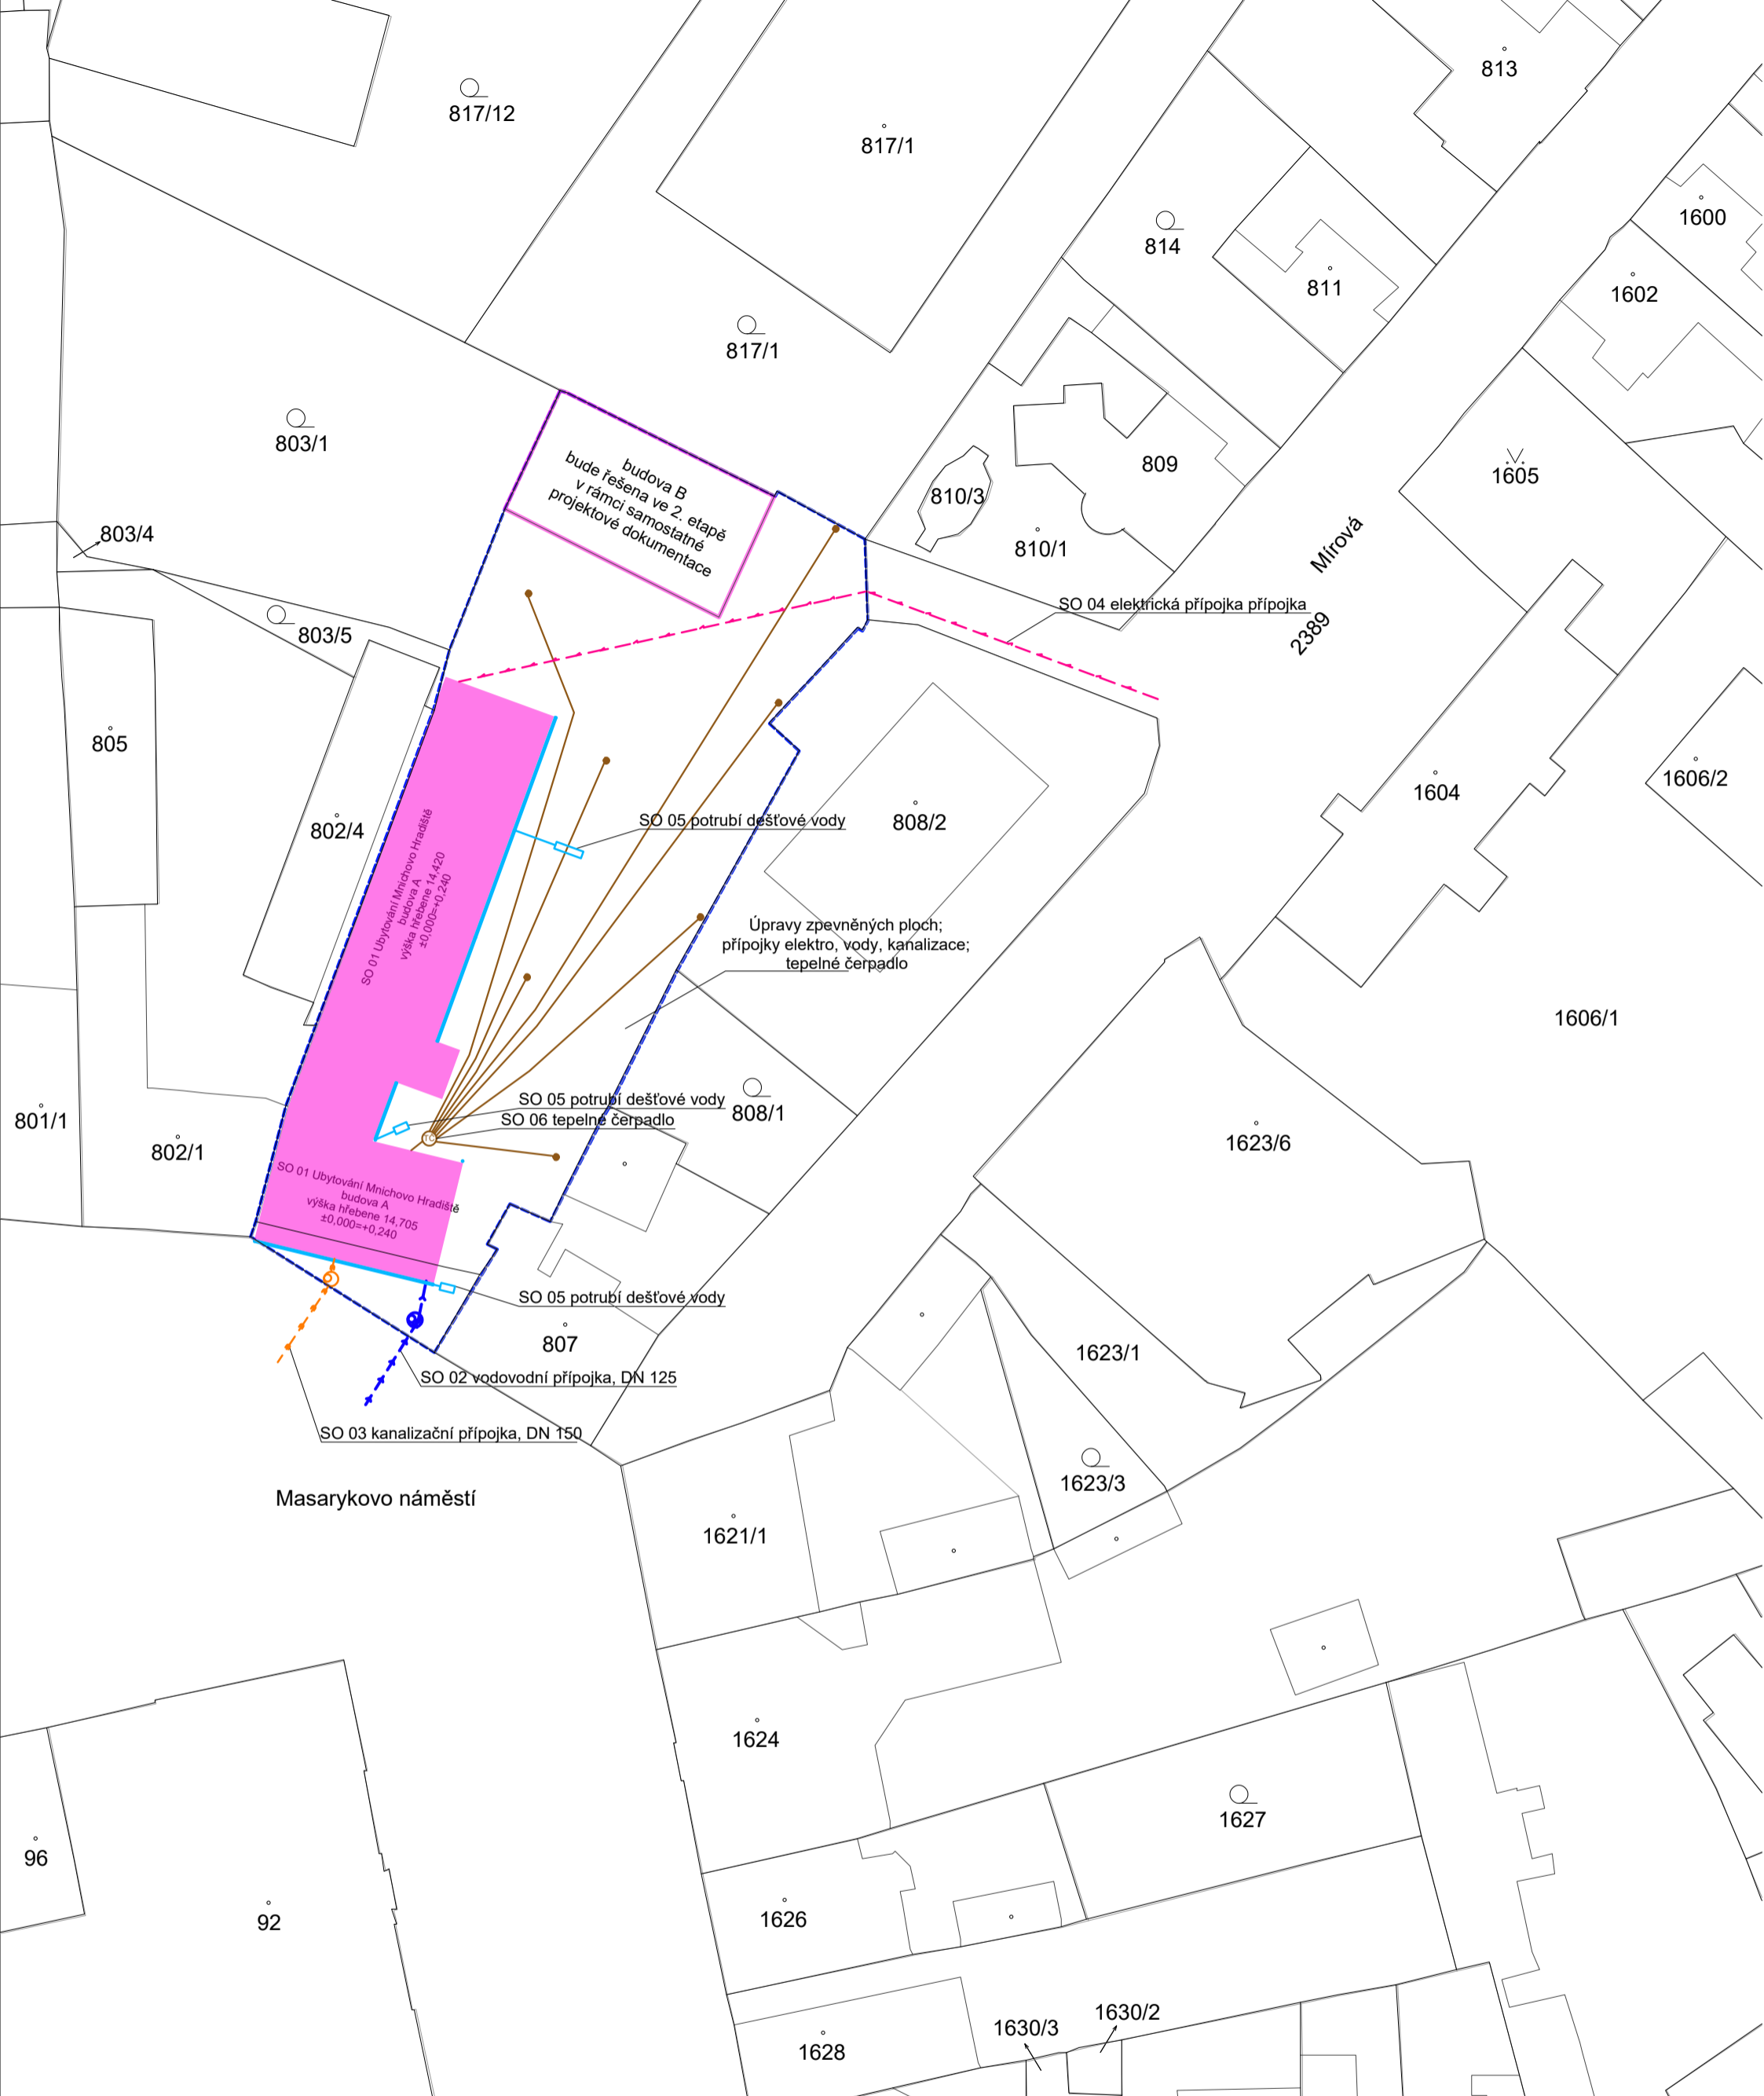 813
817/12
817/1
1600
814
811
1602
817/1
803/1
809
1605
budova B
bude řešena ve 2. etapě
v rámci samostatné
projektové dokumentace
810/3
803/4
810/1
Mírová
SO 04 elektrická přípojka přípojka
2389
803/5
805
1606/2
1604
802/4
SO 05 potrubí dešťové vody
808/2
SO 01 Ubytování Mnichovo Hradiště
budova A
výška hřebene 14,420
±0,000=+0,240
Úpravy zpevněných ploch;
přípojky elektro, vody, kanalizace;
tepelné čerpadlo
1606/1
SO 05 potrubí dešťové vody
808/1
801/1
SO 06 tepelné čerpadlo
TČ
802/1
1623/6
SO 01 Ubytování Mnichovo Hradiště
budova A
výška hřebene 14,705
±0,000=+0,240
SO 05 potrubí dešťové vody
807
1623/1
SO 02 vodovodní přípojka, DN 125
SO 03 kanalizační přípojka, DN 150
1623/3
Masarykovo náměstí
1621/1
1624
1627
96
92
1626
1630/2
1630/3
1628